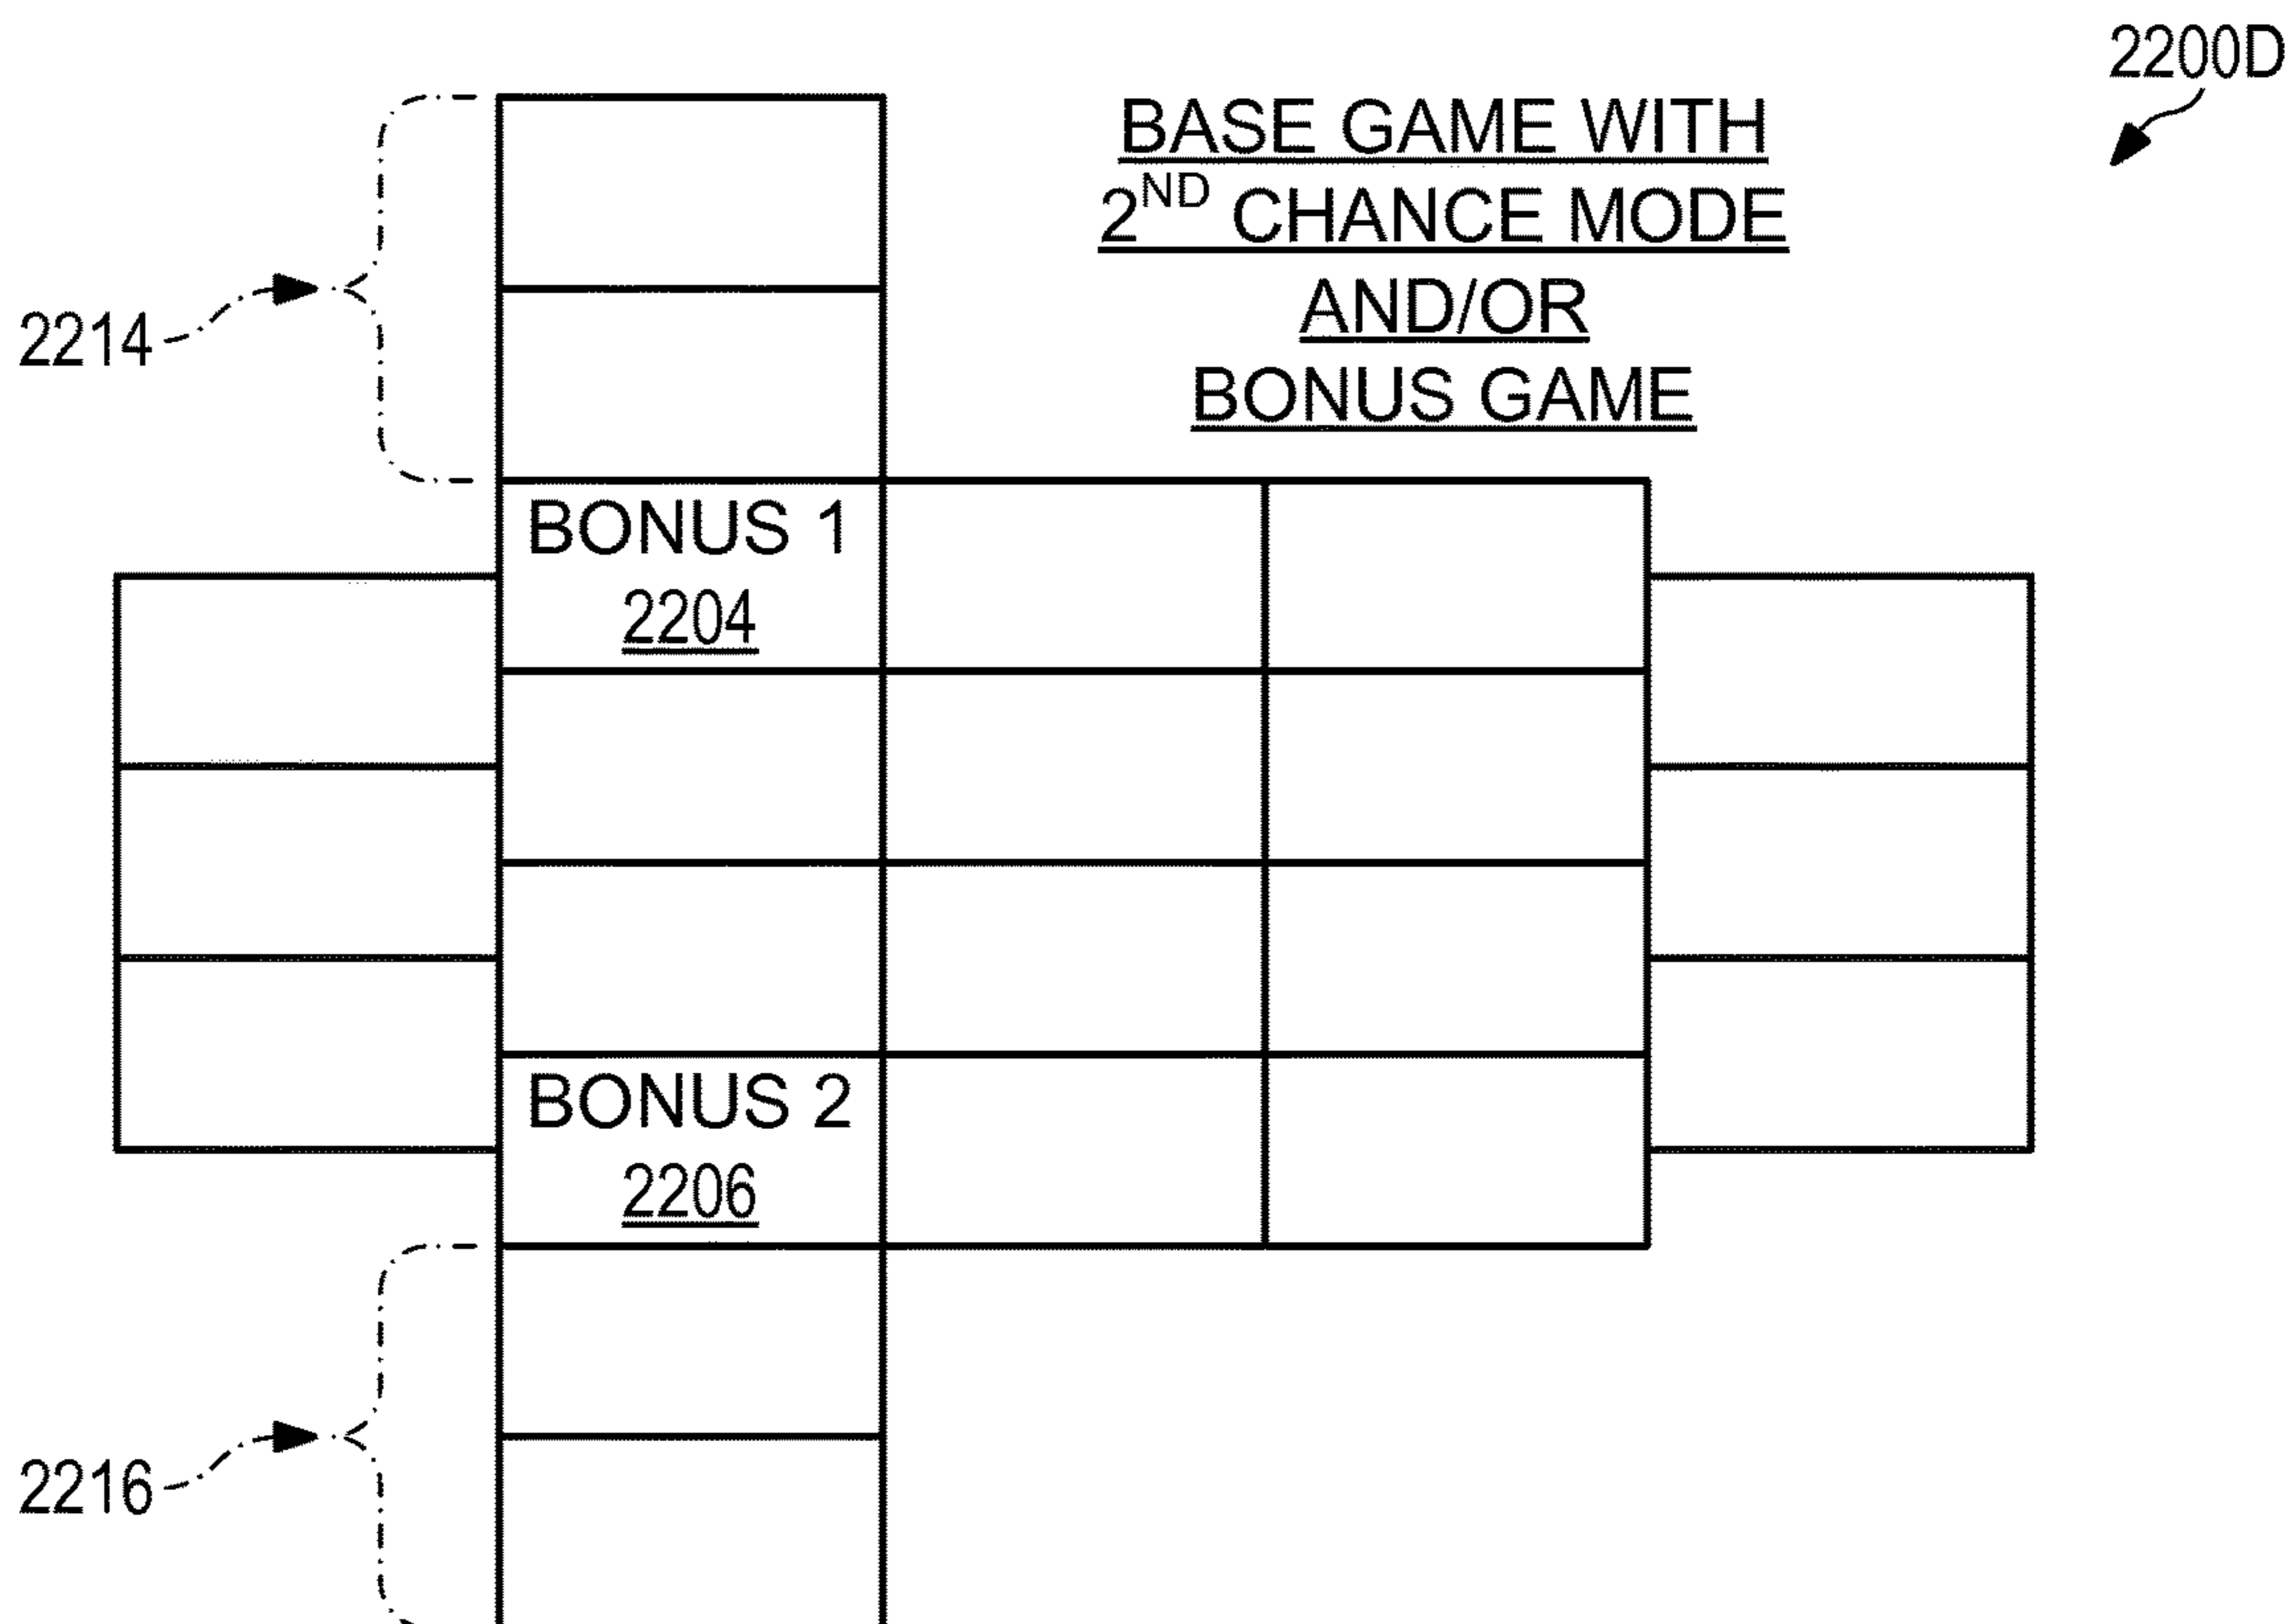 2200D
BASE GAME WITH
2ND CHANCE MODE
AND/OR
BONUS GAME
2214
BONUS 1
2204
BONUS 2
2206
2216